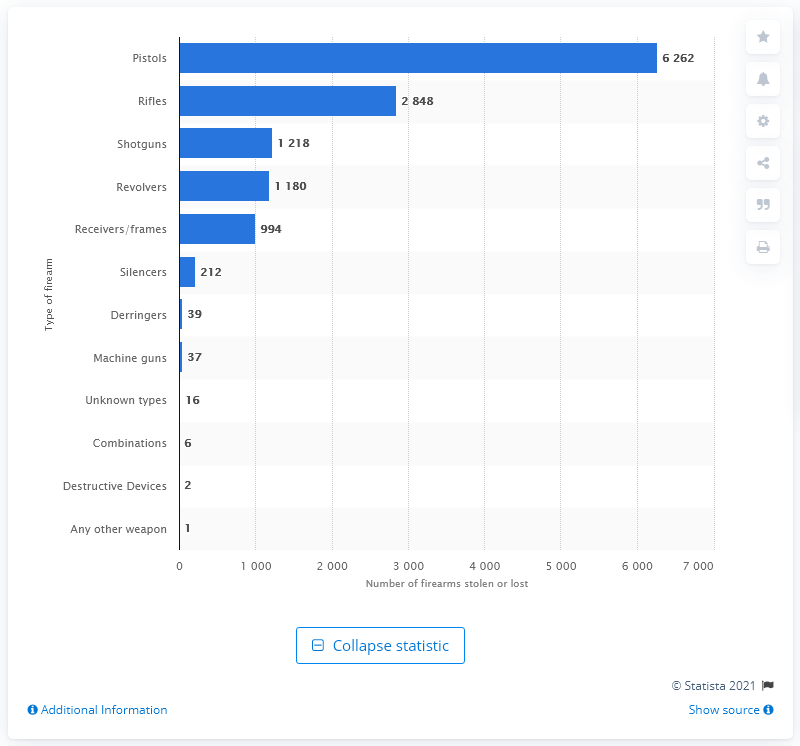 Type of firearm
Pistols 6 262
Rifles 2 848
Shotguns 1 218
Revolvers 1 180
Receivers/frames 994
Silencers 212
Derringers 39
Machine guns 37
Unknown types 16
Combinations 6
Destructive Devices 2
Any other weapon 1
0 1 000 2 000 3 000 4 000 5 000 6 000 7 000
Number of firearms stolen or lost
Collapse statistic
© Statista 2021
Additional Information
Show source